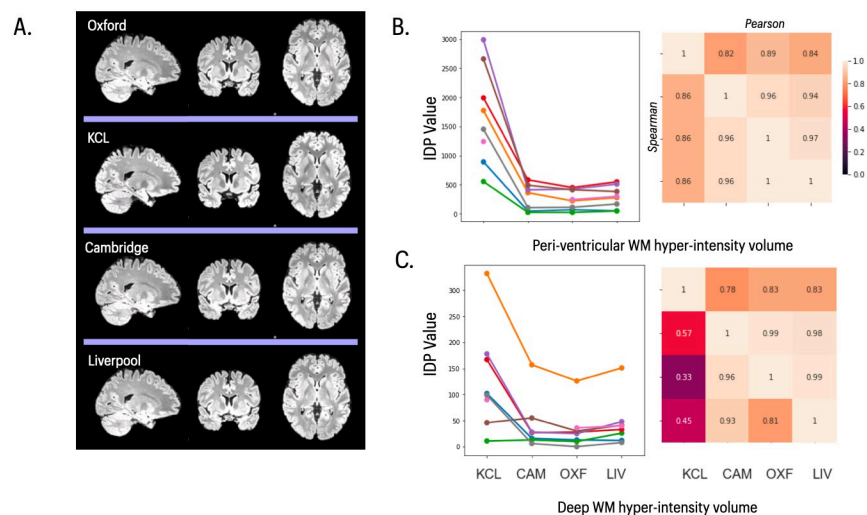 A.
Oxford
KCL
Cambridge
Liverpool
B.
IDP Value
3000
2500
2000
1500
1000
500
0
Pearson
Spearman
1 0.82 0.89 0.84
0.86 1 0.96 0.94
0.86 0.96 1 0.97
0.86 0.96 1 1
1.0
0.8
0.6
0.4
0.2
0.0
Peri-ventricular WM hyper-intensity volume
C.
IDP Value
300
250
200
150
100
50
0
KCL CAM OXF LIV
1 0.78 0.83 0.83
0.57 1 0.99 0.98
0.33 0.96 1 0.99
0.45 0.93 0.81 1
KCL CAM OXF LIV
Deep WM hyper-intensity volume